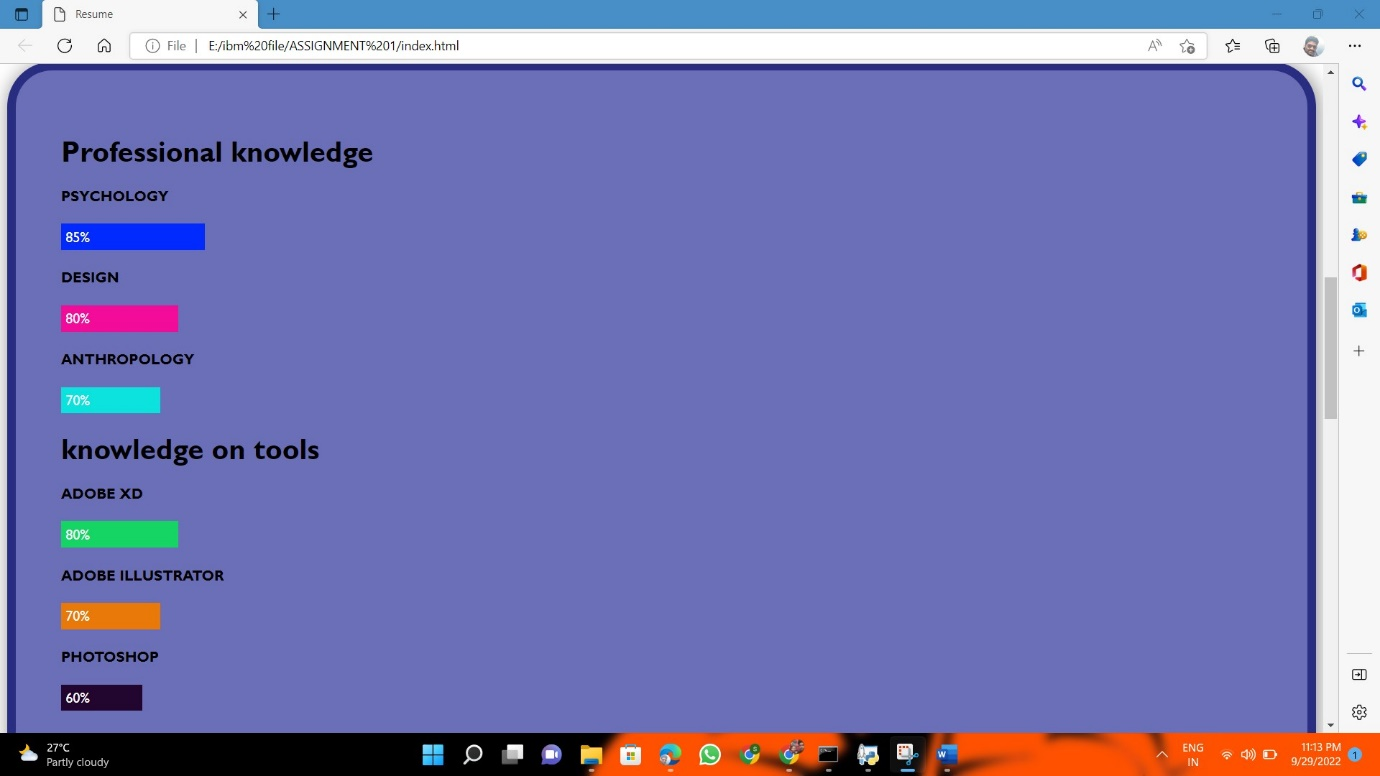 Resume
File
E:/ibm%20file/ASSIGNMENT%201/index.html
Professional knowledge
PSYCHOLOGY
85%
DESIGN
80%
ANTHROPOLOGY
70%
knowledge on tools
ADOBE XD
80%
ADOBE ILLUSTRATOR
70%
PHOTOSHOP
60%
27°C
Partly cloudy
ENG
IN
11:13 PM
9/29/2022
1